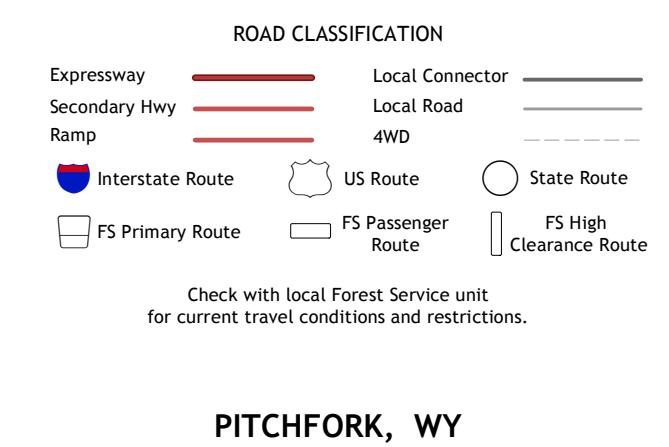 ROAD CLASSIFICATION
Expressway
Local Connector
Secondary Hwy
Local Road
Ramp
4WD
Interstate Route
US Route
State Route
FS Primary Route
FS Passenger
Route
FS High
Clearance Route
Check with local Forest Service unit
for current travel conditions and restrictions.
PITCHFORK, WY